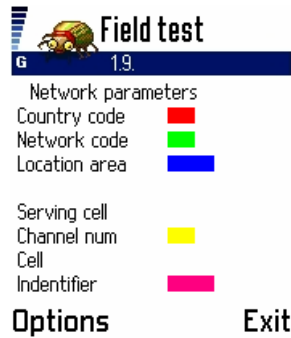 Field test
G 1.9.
Network parameters
Country code
Network code
Location area
Serving cell
Channel num
Cell
Indentifier
Options Exit